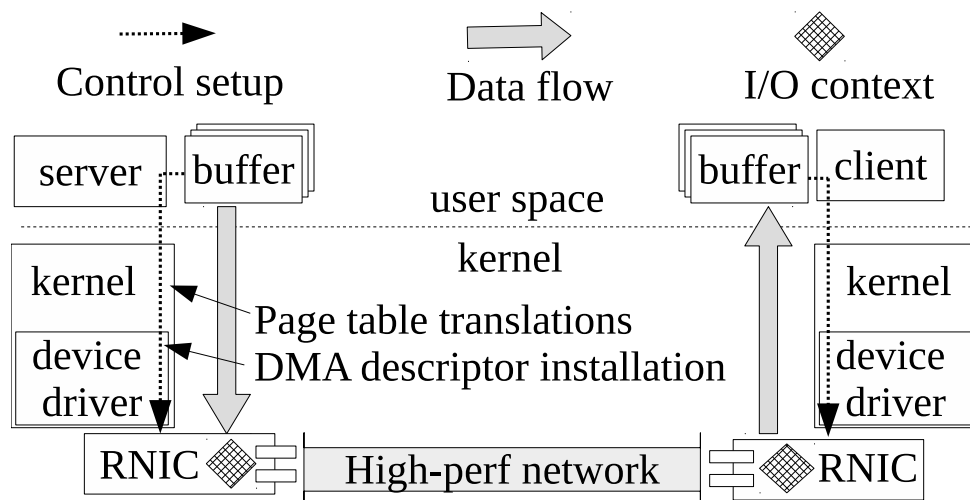 Control setup
Data flow
I/O context
server
buffer
buffer
client
user space
kernel
kernel
kernel
Page table translations
DMA descriptor installation
device
driver
device
driver
RNIC
High-perf network
RNIC